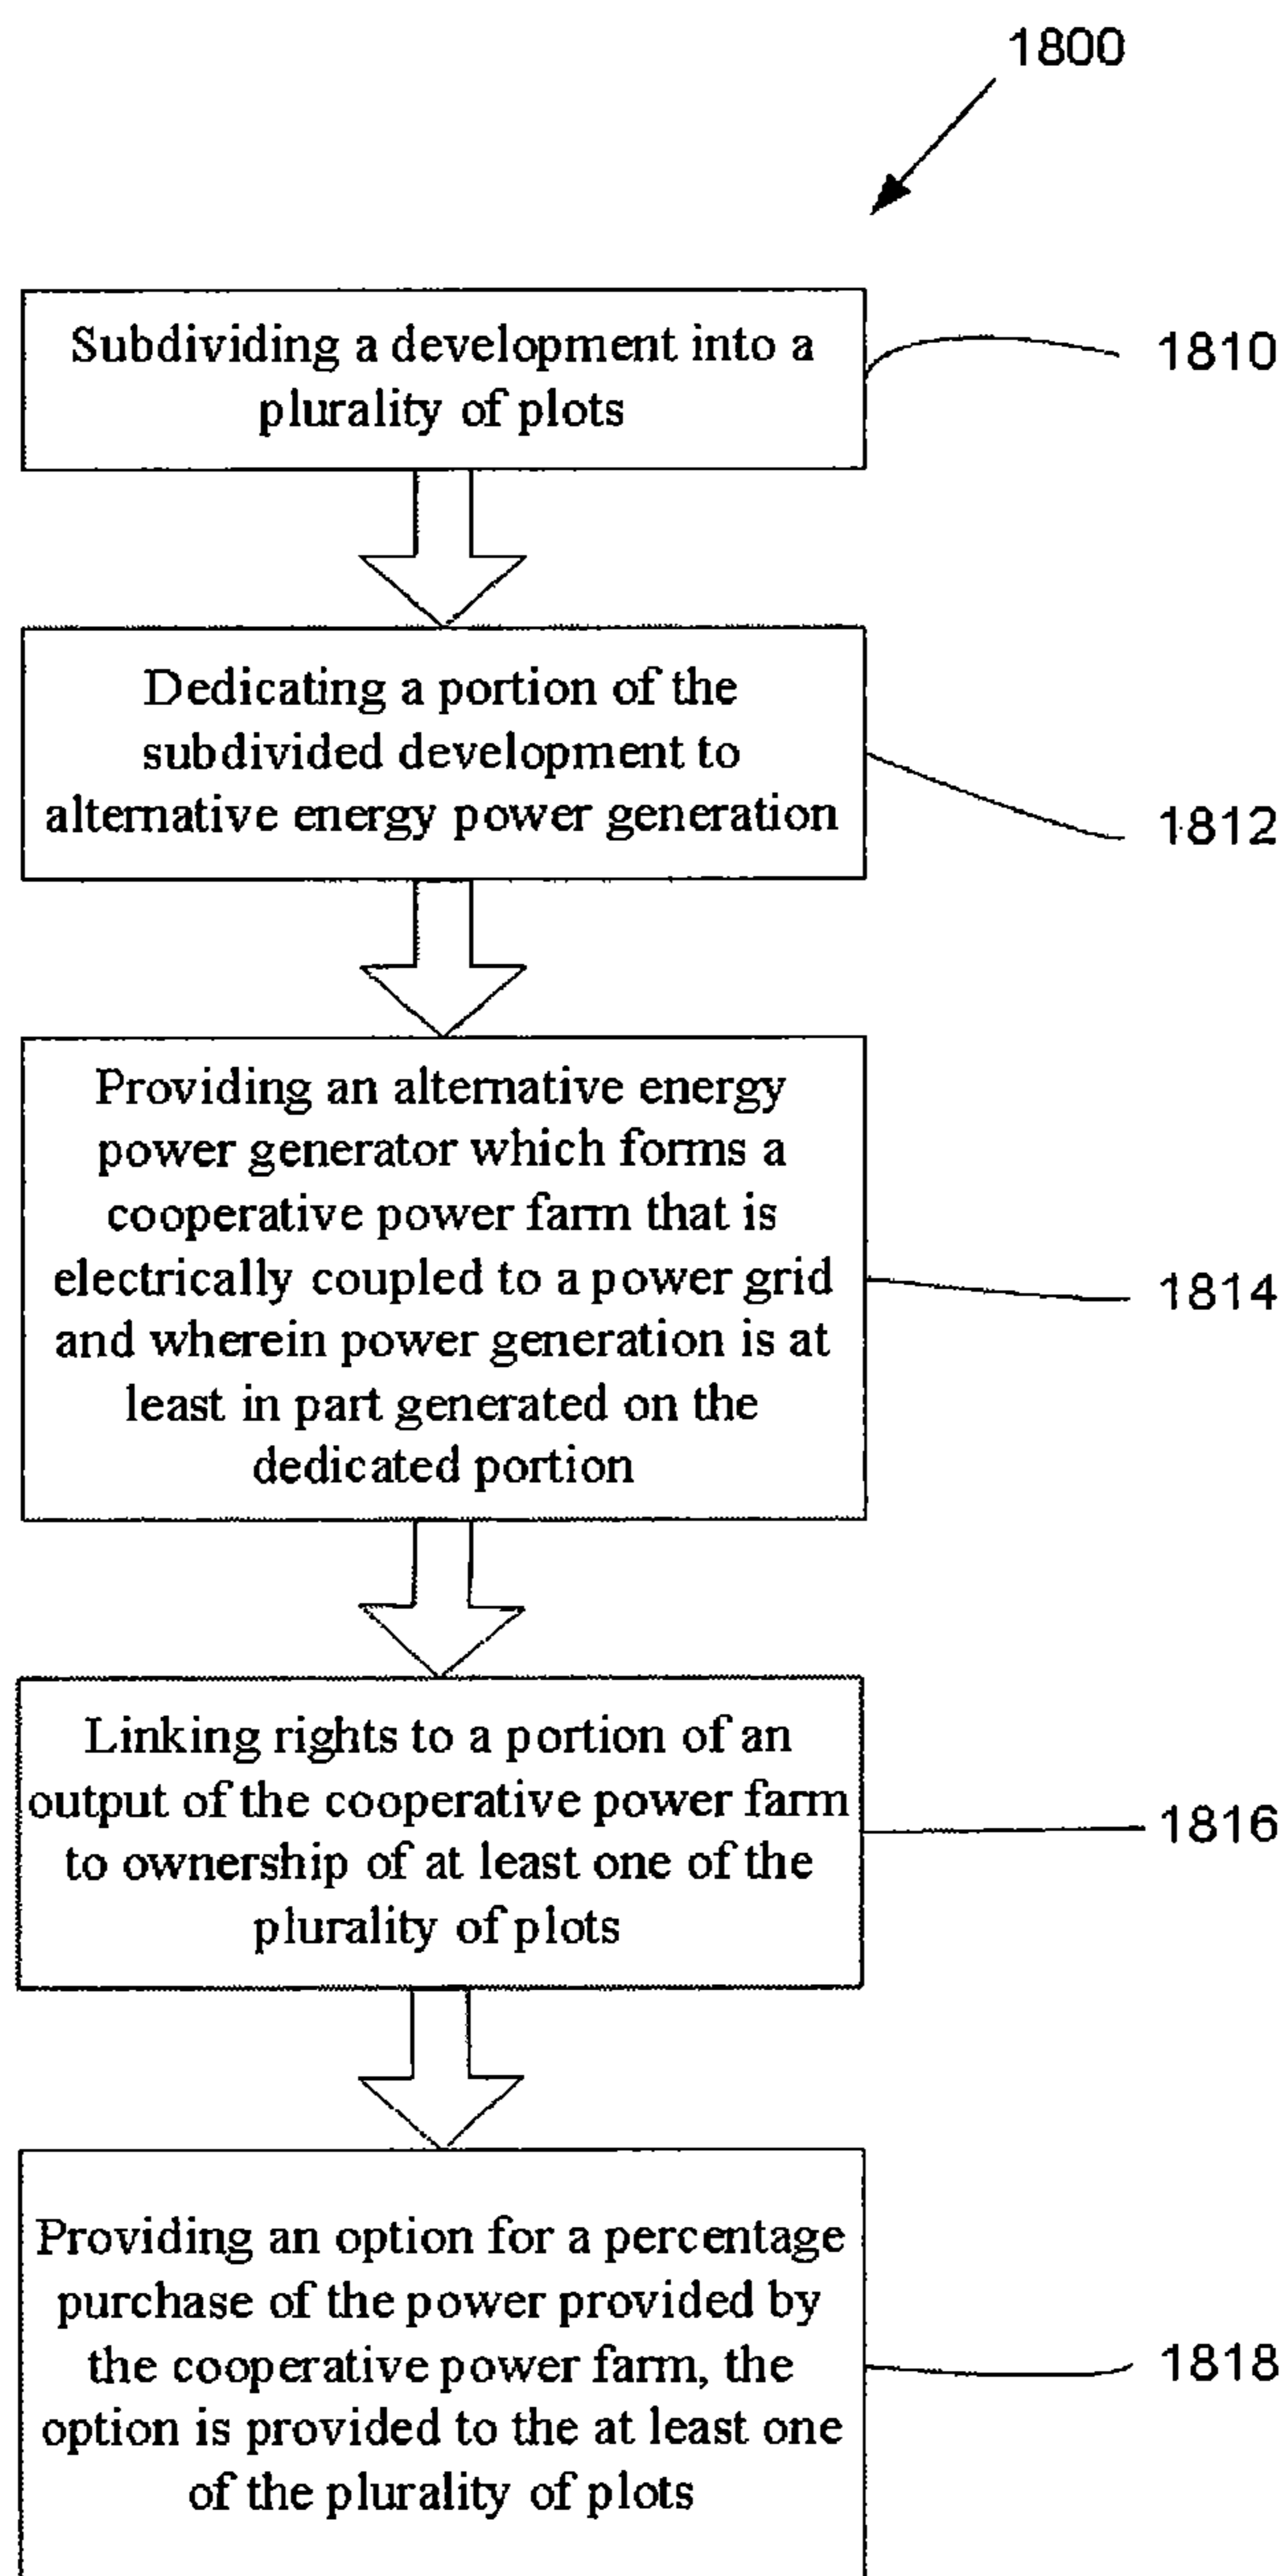 1800
Subdividing a development into a
plurality of plots
1810
Dedicating a portion of the
subdivided development to
alternative energy power generation
1812
Providing an alternative energy
power generator which forms a
cooperative power farm that is
electrically coupled to a power grid
and wherein power generation is at
least in part generated on the
dedicated portion
1814
Linking rights to a portion of an
output of the cooperative power farm
to ownership of at least one of the
plurality of plots
1816
Providing an option for a percentage
purchase of the power provided by
the cooperative power farm, the
option is provided to the at least one
of the plurality of plots
1818